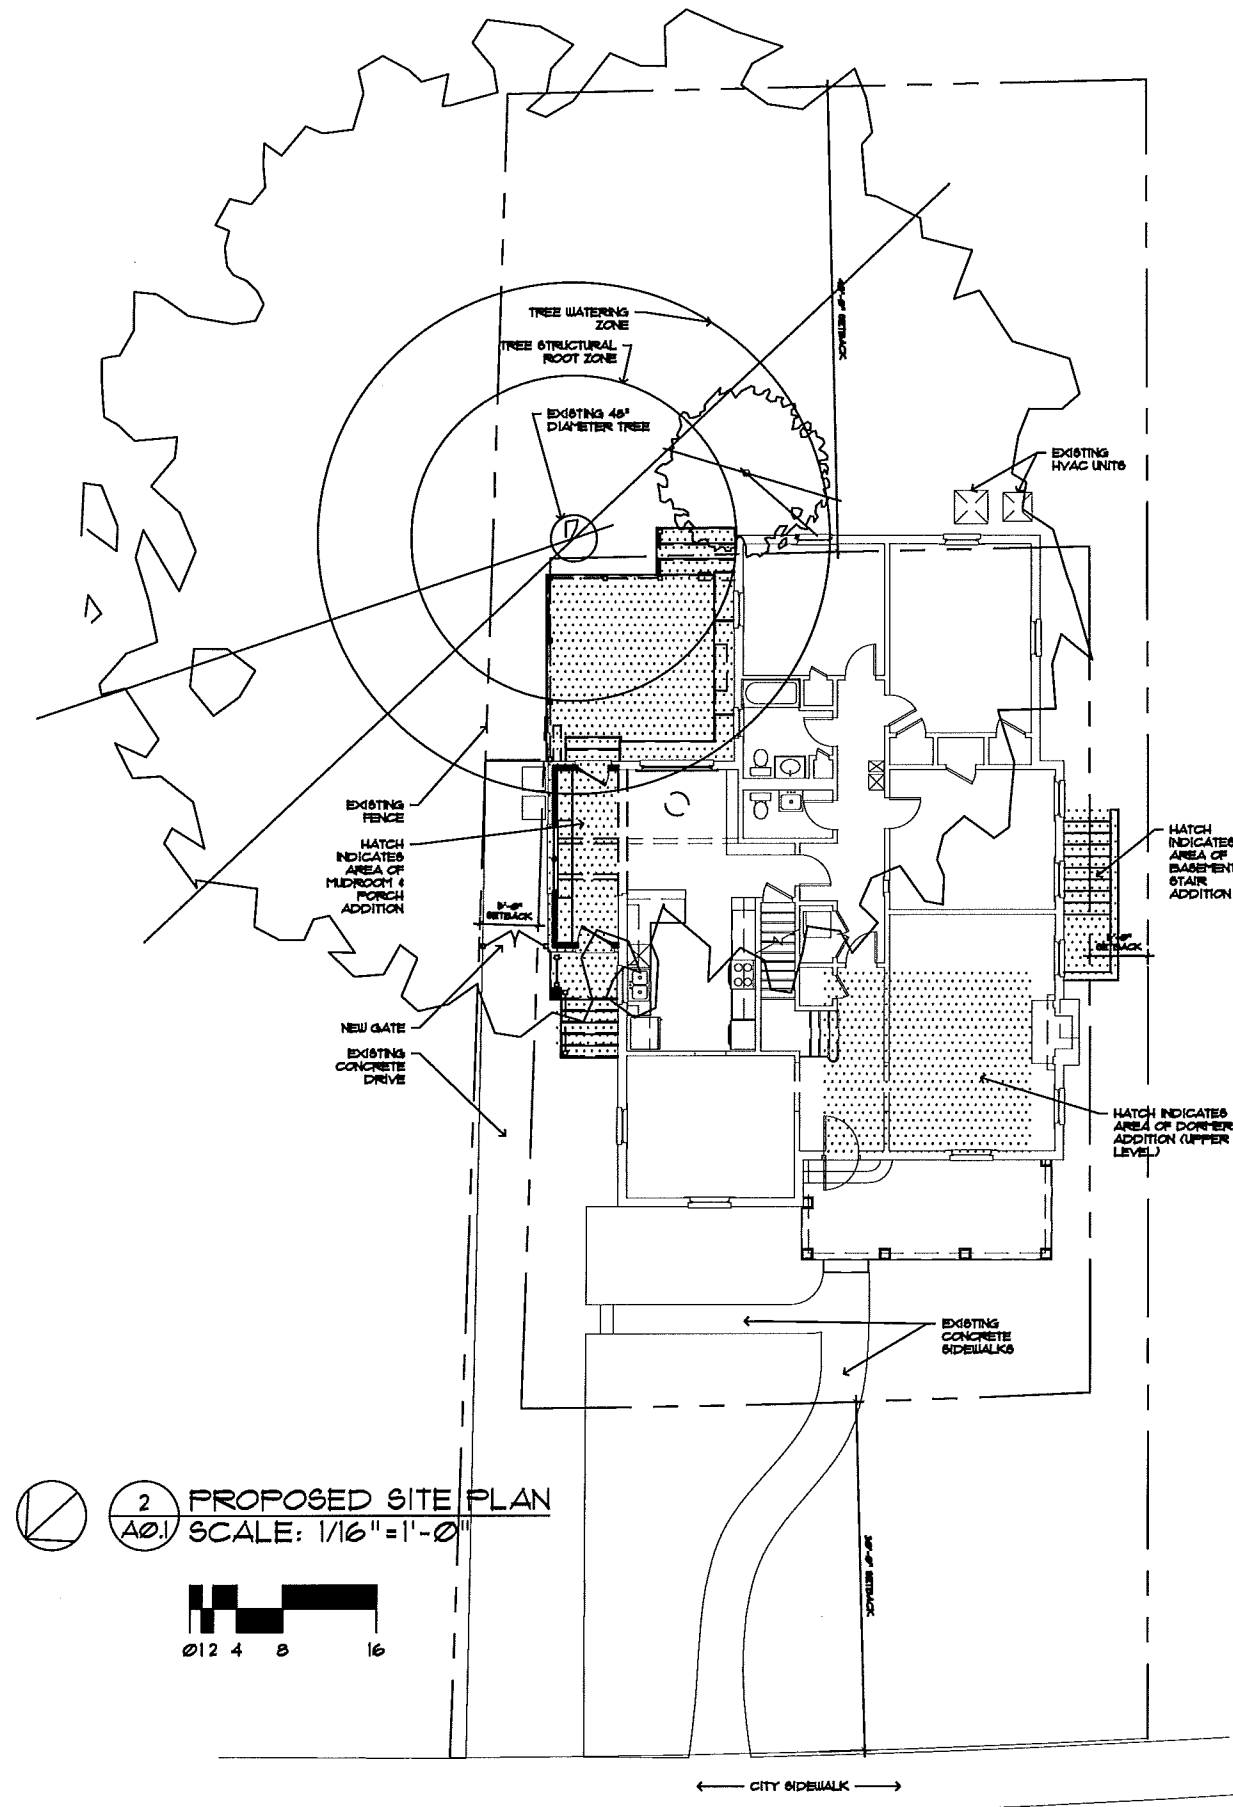 TREE WATERING
ZONE
TREE STRUCTURAL
ROOT ZONE
EXISTING 48"
DIAMETER TREE
SETBACK
EXISTING
HVAC UNITS
EXISTING
FENCE
HATCH
INDICATES
AREA OF
MUDROOM &
PORCH
ADDITION
SETBACK
HATCH
INDICATES
AREA OF
BASEMENT
STAIR
ADDITION
SETBACK
NEW GATE
EXISTING
CONCRETE
DRIVE
HATCH INDICATES
AREA OF DORMER
ADDITION (UPPER
LEVEL)
EXISTING
CONCRETE
SIDEWALKS
2
A0.1
PROPOSED SITE PLAN
SCALE: 1/16"=1'-0"
SETBACK
0 1 2 4 8 16
CITY SIDEWALK